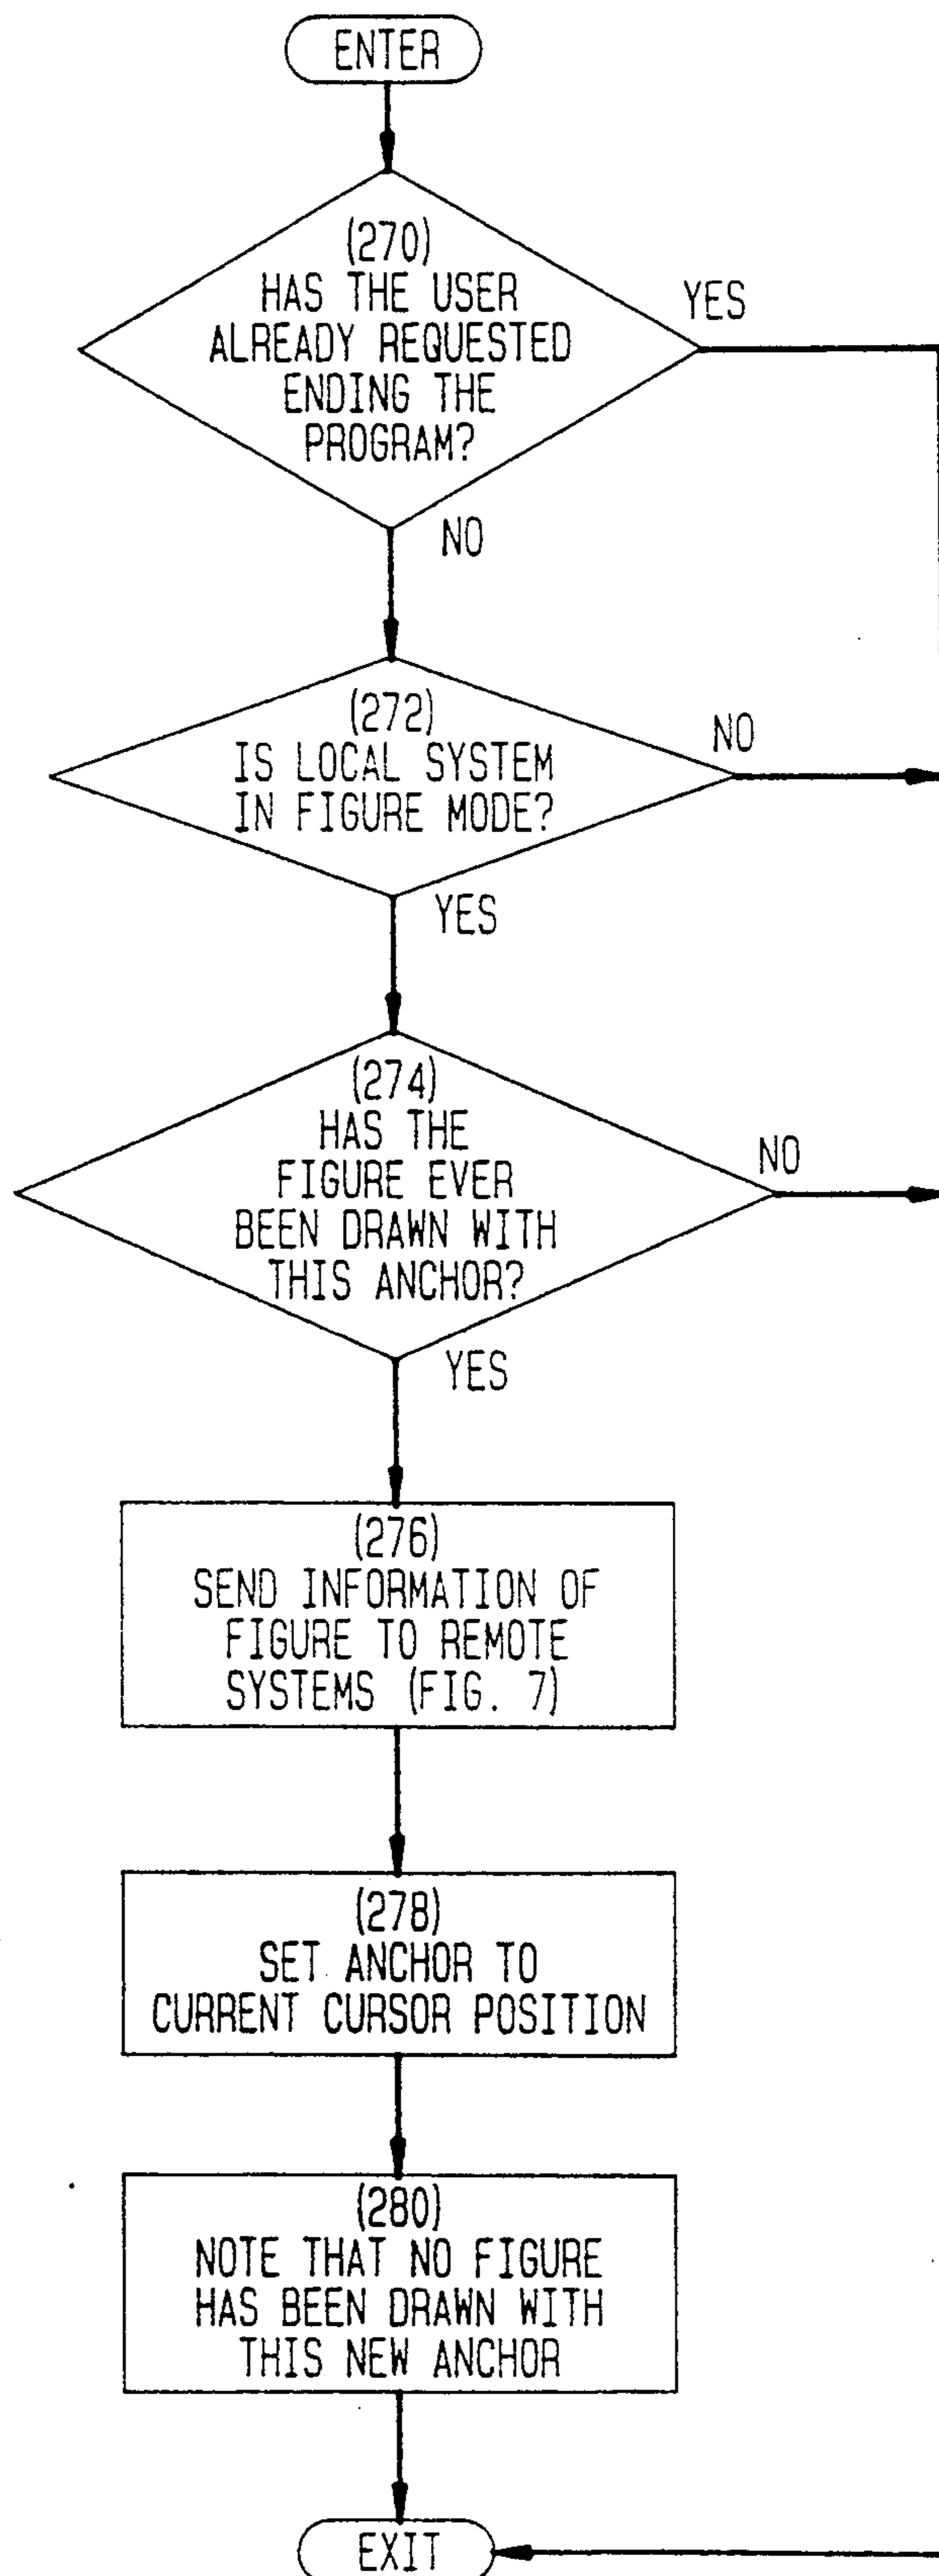 ENTER
(270)
HAS THE USER
ALREADY REQUESTED
ENDING THE
PROGRAM?
YES
NO
(272)
IS LOCAL SYSTEM
IN FIGURE MODE?
NO
YES
(274)
HAS THE
FIGURE EVER
BEEN DRAWN WITH
THIS ANCHOR?
NO
YES
(276)
SEND INFORMATION OF
FIGURE TO REMOTE
SYSTEMS (FIG. 7)
(278)
SET ANCHOR TO
CURRENT CURSOR POSITION
(280)
NOTE THAT NO FIGURE
HAS BEEN DRAWN WITH
THIS NEW ANCHOR
EXIT